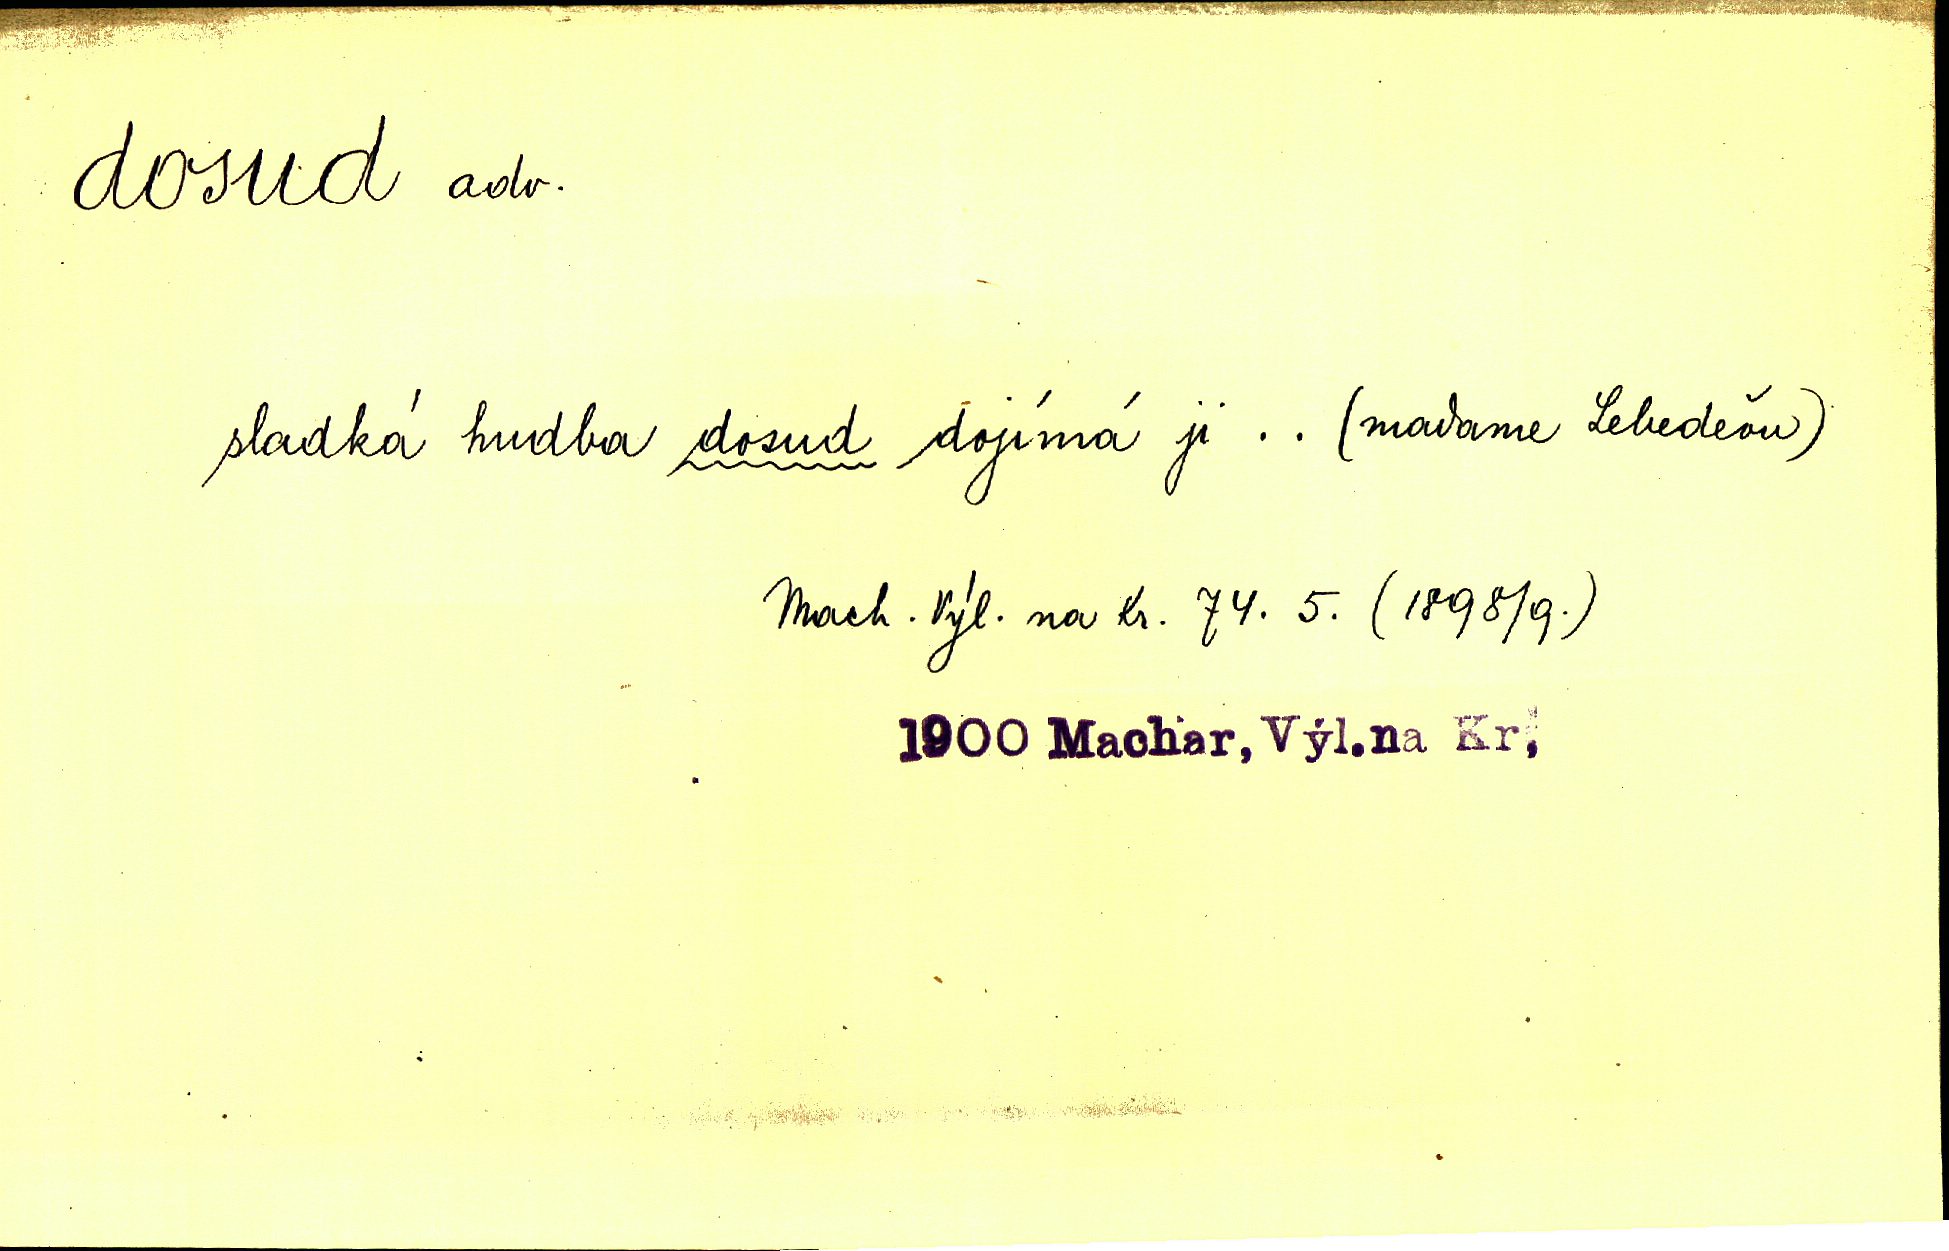 dosud adv.
sladká hudba dosud dojímá ji . . (madame Lebeděvu)
Mach. Výl. na Kr. 74. 5. (1898/9.)
1900 Machar, Výl.na Kr.